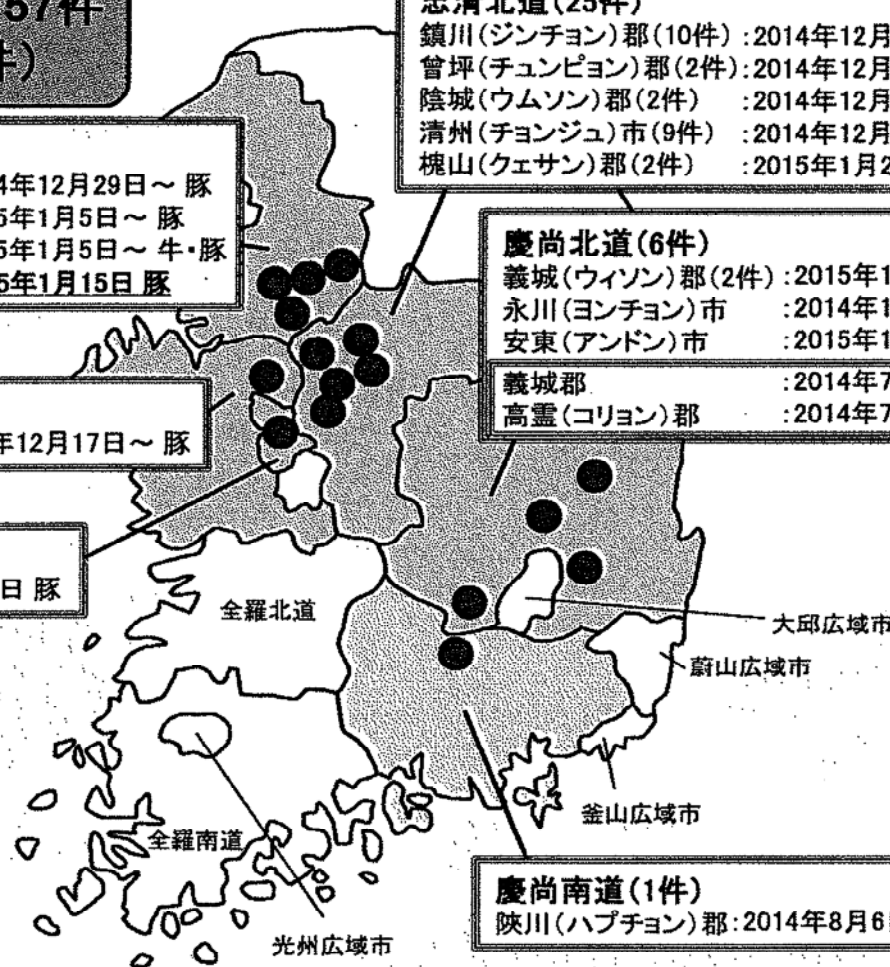 57件
件)
忠清北道(25件)
鎮川(ジンチョン)郡(10件):2014年12月
曾坪(チュンピョン)郡(2件):2014年12月
陰城(ウムソン)郡(2件) :2014年12月
清州(チョンジュ)市(9件) :2014年12月
槐山(クェサン)郡(2件) :2015年1月2
4年12月29日~ 豚
5年1月5日~ 豚
5年1月5日~ 牛・豚
5年1月15日 豚
慶尚北道(6件)
義城(ウィソン)郡(2件):2015年1
永川(ヨンチョン)市 :2014年1
安東(アンドン)市 :2015年1
義城郡 :2014年7
高霊(コリョン)郡 :2014年7
年12月17日~ 豚
日 豚
全羅北道
大邱広域市
蔚山広域市
釜山広域市
全羅南道
光州広域市
慶尚南道(1件)
陜川(ハプチョン)郡:2014年8月6